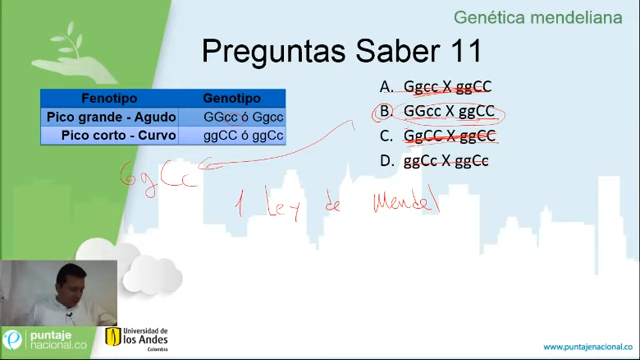 Genética mendeliana
Preguntas Saber 11
Fenotipo Genotipo
Pico grande - Agudo GGcc ó Ggcc
Pico corto - Curvo ggCC ó ggCc
A. Ggcc X ggCC
B. GGcc X ggCC
C. GgCC X ggCC
D. ggCc X ggCc
GgCc
1 Ley de Mendel
puntaje
nacional.co
Universidad de
los Andes
Colombia
www.puntajenacional.co